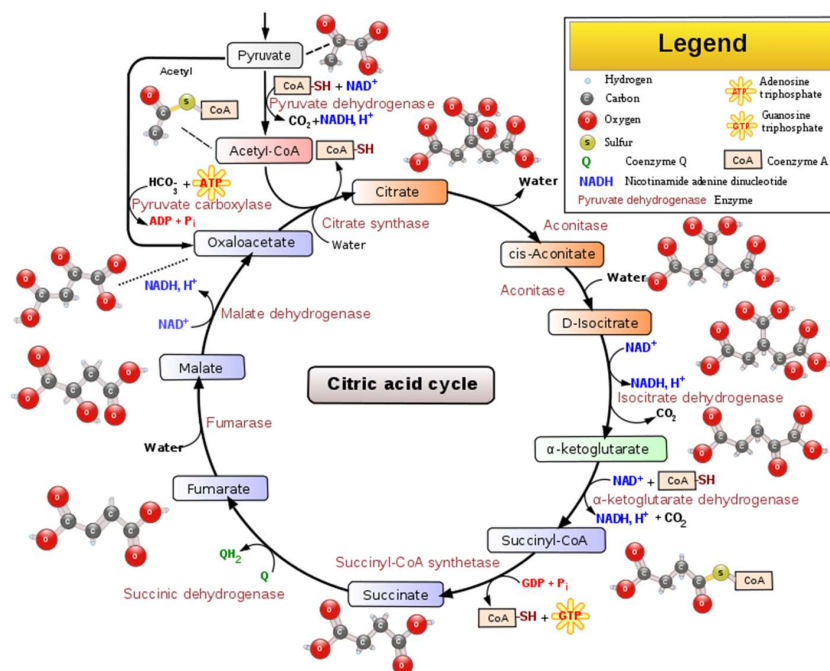 Pyruvate
Acetyl
CoA -SH + NAD⁺
Pyruvate dehydrogenase
CO₂ + NADH, H⁺
S CoA
Acetyl-CoA
CoA -SH
HCO₃⁻ + ATP
Pyruvate carboxylase
ADP + Pᵢ
Citrate
Water
Citrate synthase
Water
Oxaloacetate
Aconitase
cis-Aconitate
Water
Aconitase
D-Isocitrate
NADH, H⁺
NAD⁺
Malate dehydrogenase
NAD⁺
NADH, H⁺
Isocitrate dehydrogenase
CO₂
Malate
Citric acid cycle
Fumarase
Water
α-ketoglutarate
NAD⁺ + CoA -SH
α-ketoglutarate dehydrogenase
NADH, H⁺ + CO₂
Fumarate
Succinyl-CoA
S CoA
QH₂
Q
Succinic dehydrogenase
Succinyl-CoA synthetase
GDP + Pᵢ
CoA -SH + GTP
Succinate
Legend
Hydrogen
C Carbon
O Oxygen
S Sulfur
Q Coenzyme Q
NADH Nicotinamide adenine dinucleotide
Pyruvate dehydrogenase Enzyme
ATP Adenosine
triphosphate
GTP Guanosine
triphosphate
CoA Coenzyme A